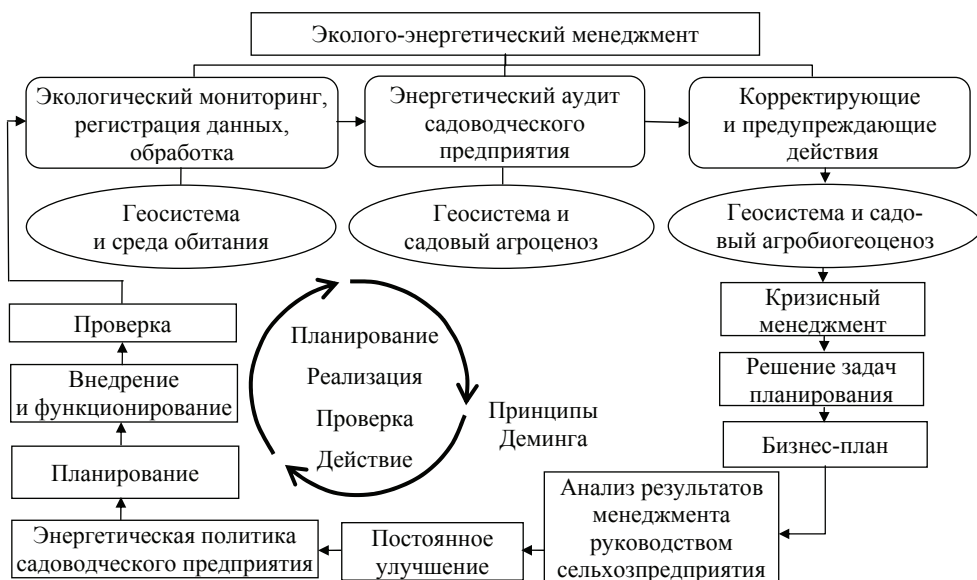 Эколого-энергетический менеджмент
Экологический мониторинг,
регистрация данных,
обработка
Энергетический аудит
садоводческого
предприятия
Корректирующие
и предупреждающие
действия
Геосистема
и среда обитания
Геосистема и
садовый агроценоз
Геосистема и садо-
вый агробиогеоценоз
Кризисный
менеджмент
Решение задач
планирования
Бизнес-план
Анализ результатов
менеджмента
руководством
сельхозпредприятия
Постоянное
улучшение
Энергетическая политика
садоводческого предприятия
Планирование
Внедрение
и функционирование
Проверка
Планирование
Реализация
Проверка
Действие
Принципы
Деминга